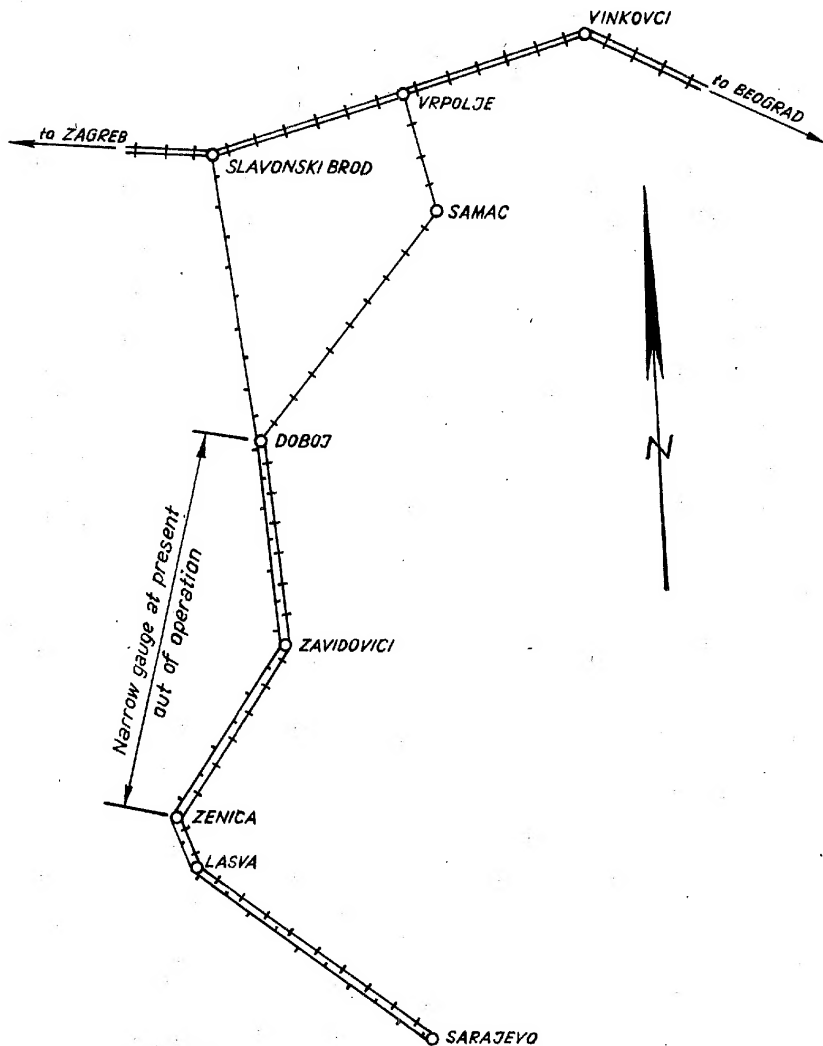 VINKOVCI
to BEOGRAD
VRPOLJE
to ZAGREB
SLAVONSKI BROD
SAMAC
DOBOJ
Narrow gauge at present
out of operation
N
ZAVIDOVICI
ZENICA
LASVA
SARAJEVO